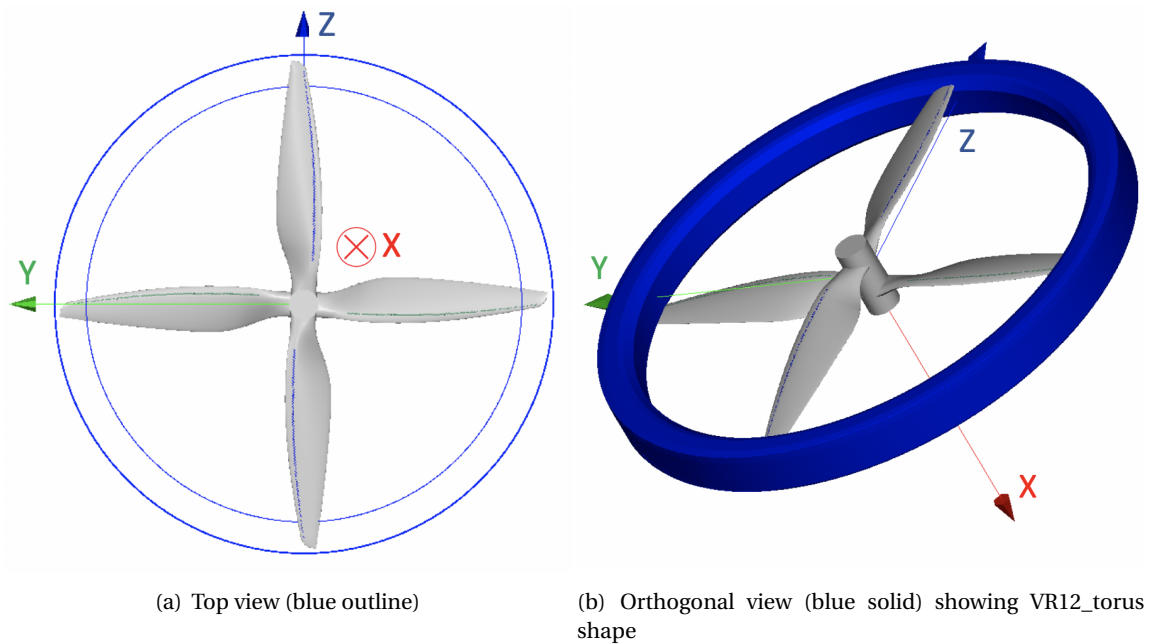 Z
X
Y
Z
Y
X
(a) Top view (blue outline)
(b) Orthogonal view (blue solid) showing VR12_torus
shape